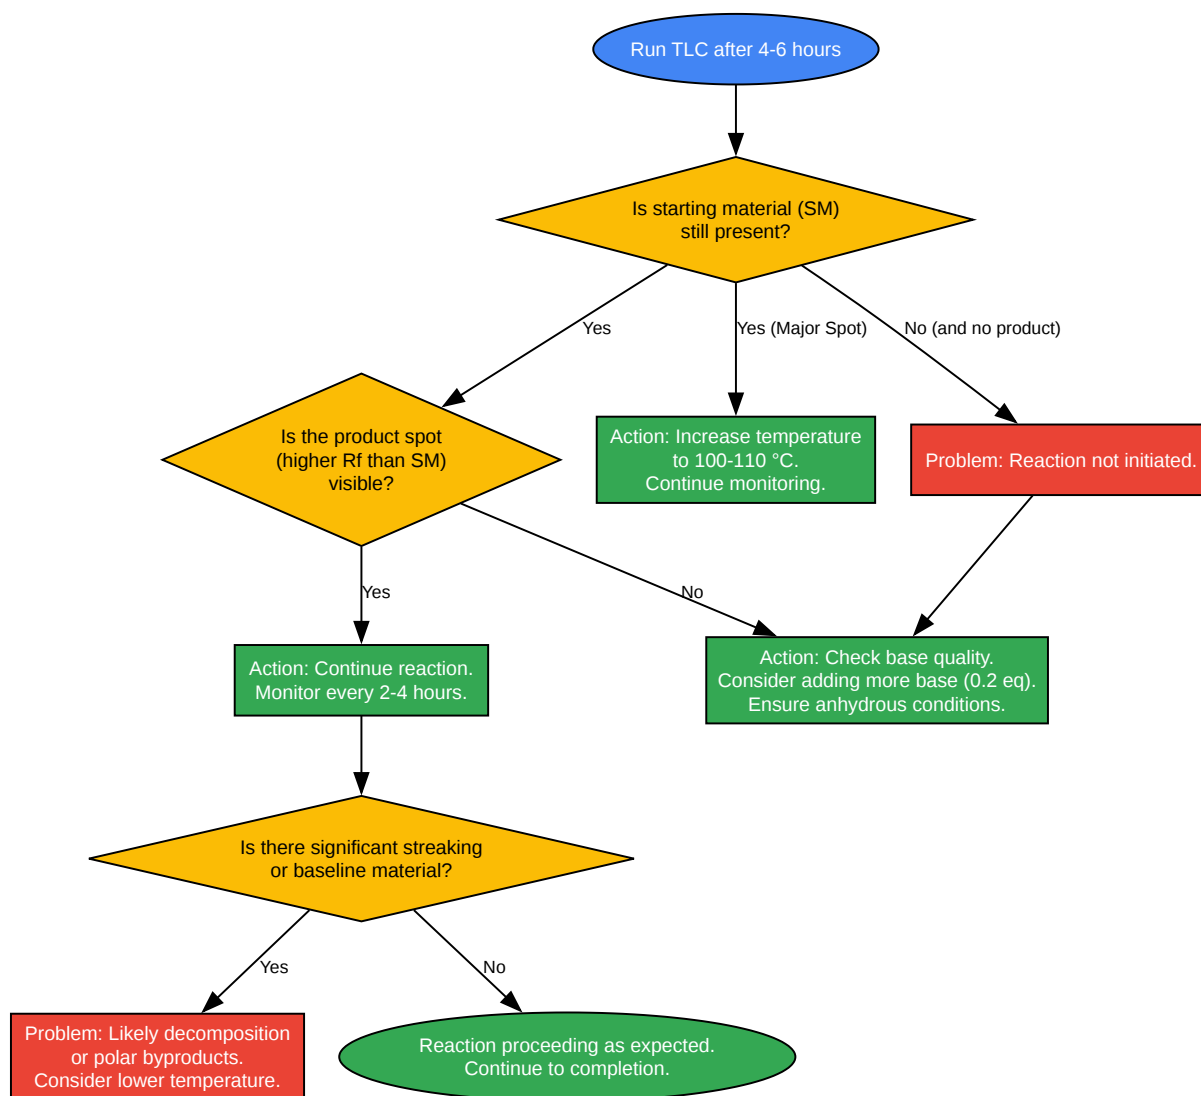 Run TLC after 4-6 hours
Is starting material (SM)
still present?
Yes
Yes (Major Spot)
No (and no product)
Is the product spot
(higher Rf than SM)
visible?
Action: Increase temperature
to 100-110 °C.
Continue monitoring.
Problem: Reaction not initiated.
Yes
No
Action: Continue reaction.
Monitor every 2-4 hours.
Action: Check base quality.
Consider adding more base (0.2 eq).
Ensure anhydrous conditions.
Is there significant streaking
or baseline material?
Yes
No
Problem: Likely decomposition
or polar byproducts.
Consider lower temperature.
Reaction proceeding as expected.
Continue to completion.